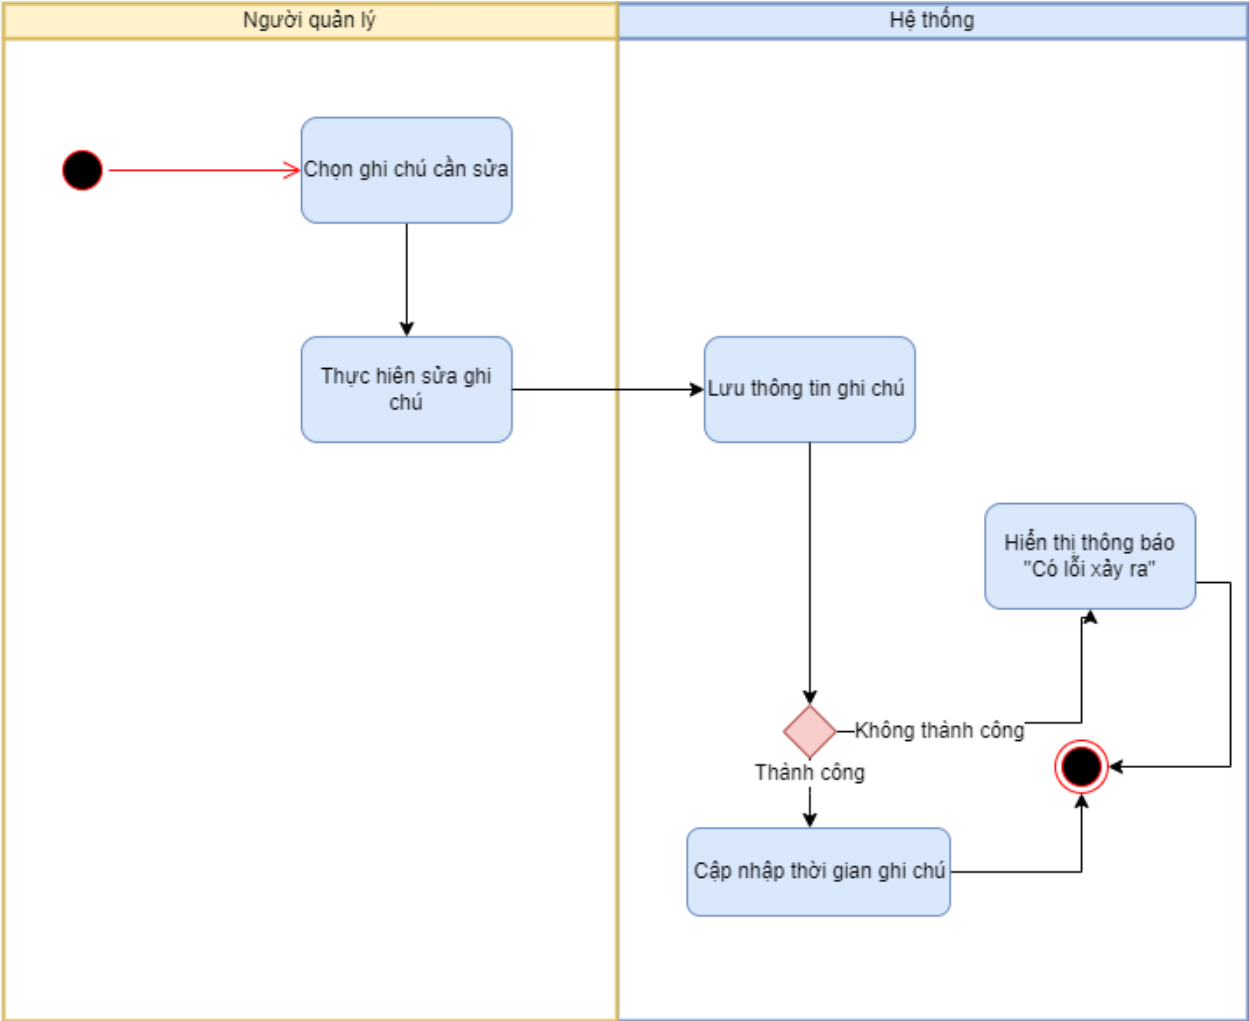 Người quản lý
Hệ thống
Chọn ghi chú cần sửa
Thực hiên sửa ghi
chú
Lưu thông tin ghi chú
Hiển thị thông báo
"Có lỗi xảy ra"
Không thành công
Thành công
Cập nhập thời gian ghi chú